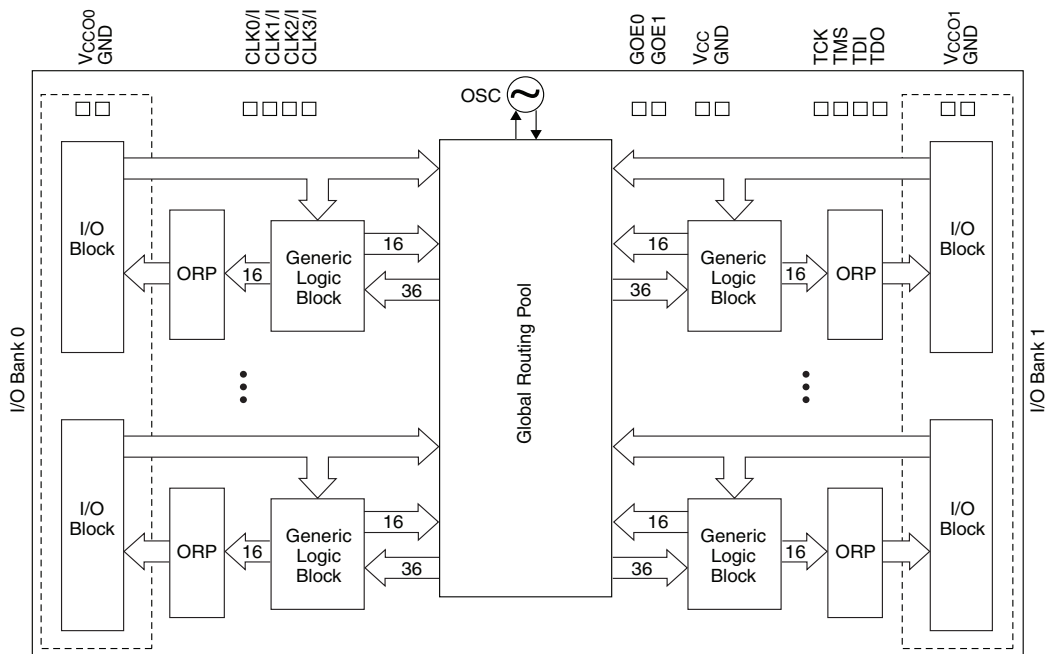 VCCO0
GND
CLK0/I
CLK1/I
CLK2/I
CLK3/I
GOE0
GOE1
VCC
GND
TCK
TMS
TDI
TDO
VCCO1
GND
OSC
I/O Bank 0
I/O
Block
ORP
16
Generic
Logic
Block
16
36
Global Routing Pool
16
36
Generic
Logic
Block
16
ORP
I/O
Block
I/O Bank 1
I/O
Block
ORP
16
Generic
Logic
Block
16
36
16
36
Generic
Logic
Block
16
ORP
I/O
Block